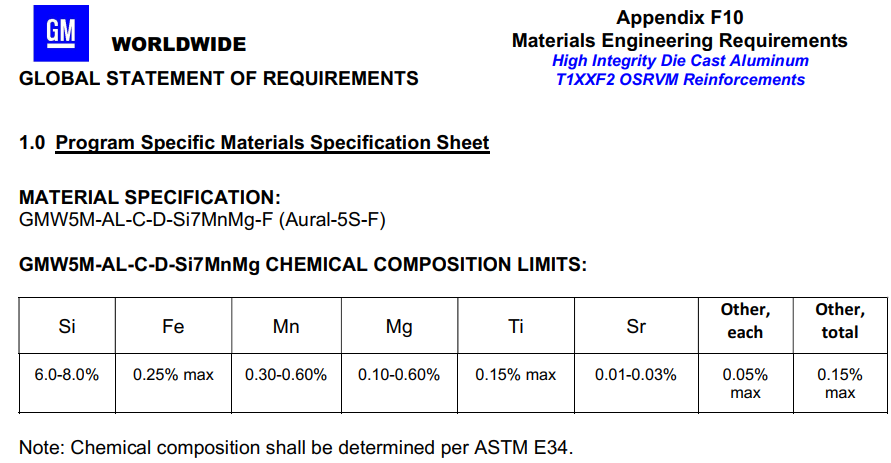 GM
WORLDWIDE
GLOBAL STATEMENT OF REQUIREMENTS
Appendix F10
Materials Engineering Requirements
High Integrity Die Cast Aluminum
T1XXF2 OSRVM Reinforcements
1.0 Program Specific Materials Specification Sheet
MATERIAL SPECIFICATION:
GMW5M-AL-C-D-Si7MnMg-F (Aural-5S-F)
GMW5M-AL-C-D-Si7MnMg CHEMICAL COMPOSITION LIMITS:
Si Fe Mn Mg Ti Sr Other, each Other, total
6.0-8.0% 0.25% max 0.30-0.60% 0.10-0.60% 0.15% max 0.01-0.03% 0.05% max 0.15% max
Note: Chemical composition shall be determined per ASTM E34.